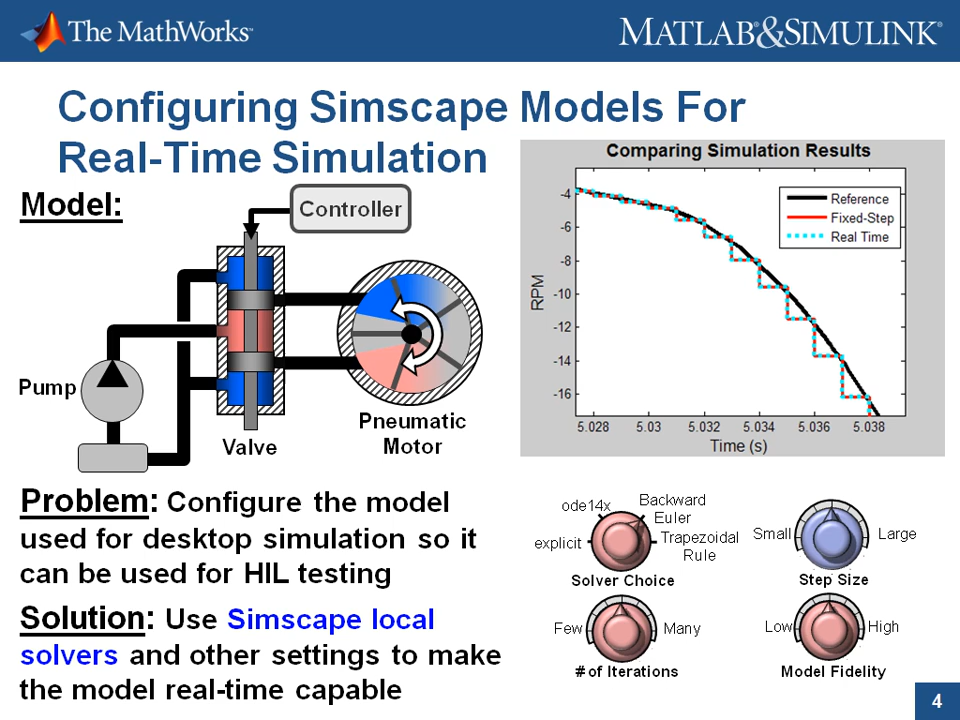 The MathWorks
MATLAB&SIMULINK
Configuring Simscape Models For
Real-Time Simulation
Model:
Controller
Pump
Valve
Pneumatic
Motor
Comparing Simulation Results
Reference
Fixed-Step
Real Time
RPM
-4
-6
-8
-10
-12
-14
-16
5.028
5.03
5.032
5.034
5.036
5.038
Time (s)
Problem: Configure the model
used for desktop simulation so it
can be used for HIL testing
Solution: Use Simscape local
solvers and other settings to make
the model real-time capable
explicit
ode14x
Backward
Euler
Trapezoidal
Rule
Solver Choice
Small
Large
Step Size
Few
Many
# of Iterations
Low
High
Model Fidelity
4